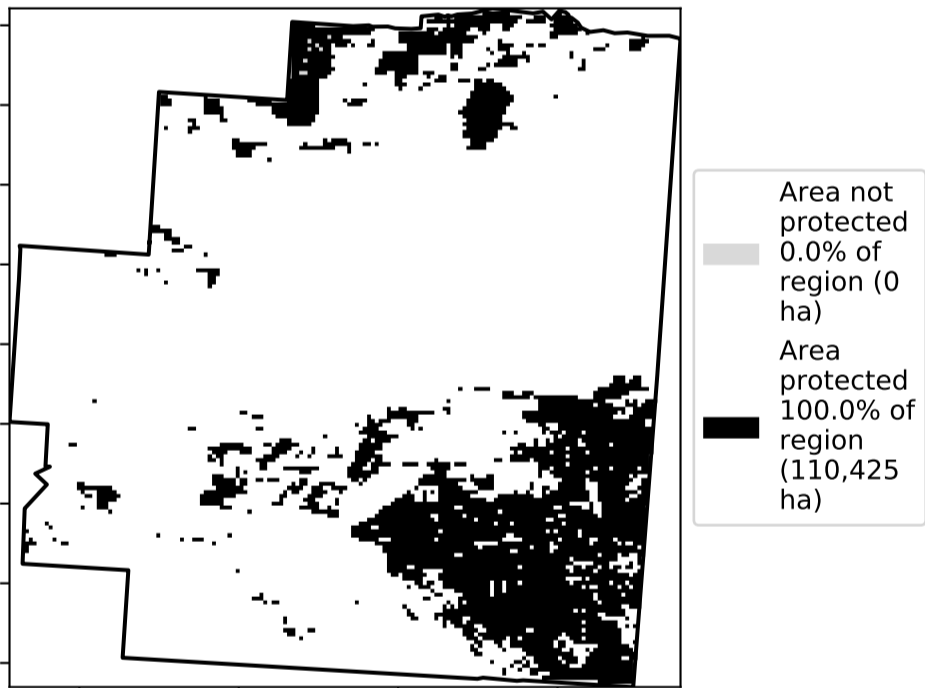 Area not
protected
0.0% of
region (0
ha)
Area
protected
100.0% of
region
(110,425
ha)